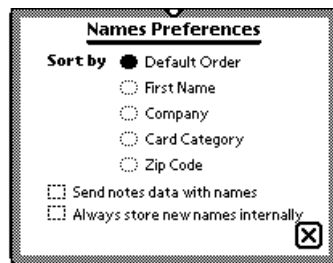 Names Preferences
Sort by Default Order
First Name
Company
Card Category
Zip Code
Send notes data with names
Always store new names internally